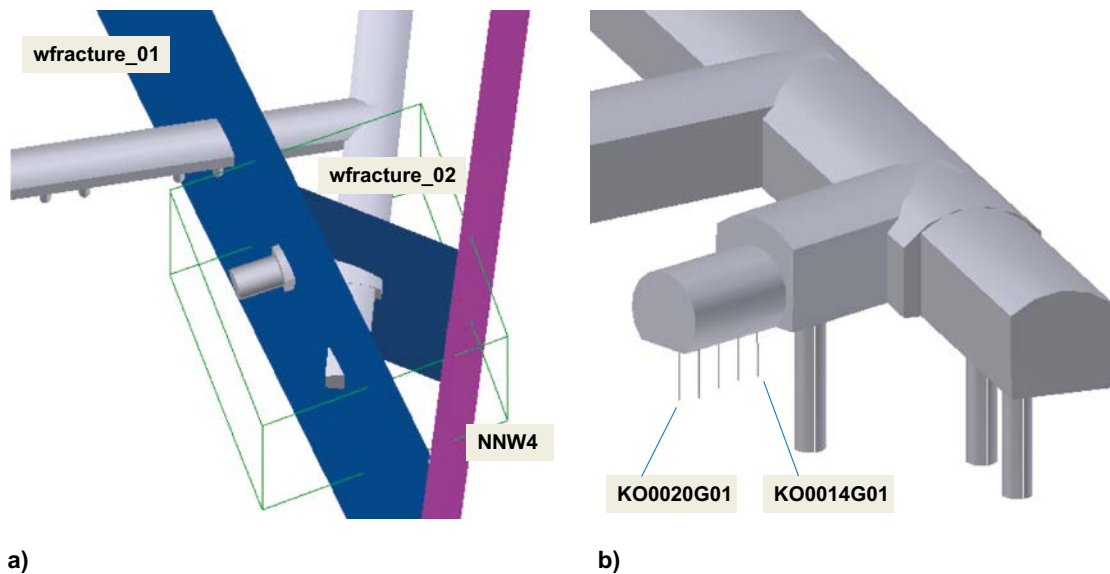 wfracture_01
wfracture_02
NNW4
KO0020G01
KO0014G01
a)
b)